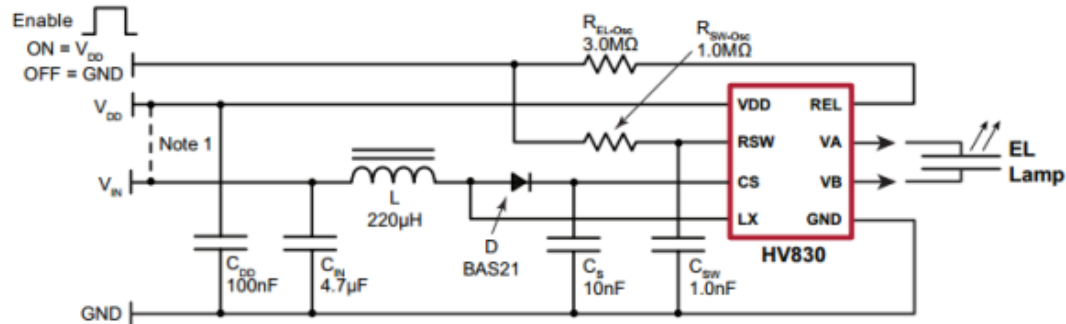 Enable
ON = VDD
OFF = GND
REL-Osc
3.0MΩ
RSW-Osc
1.0MΩ
VDD
Note 1
VIN
L
220μH
D
BAS21
VDD
REL
RSW
VA
CS
VB
LX
GND
HV830
EL
Lamp
CDD
100nF
CIN
4.7μF
CS
10nF
CSW
1.0nF
GND